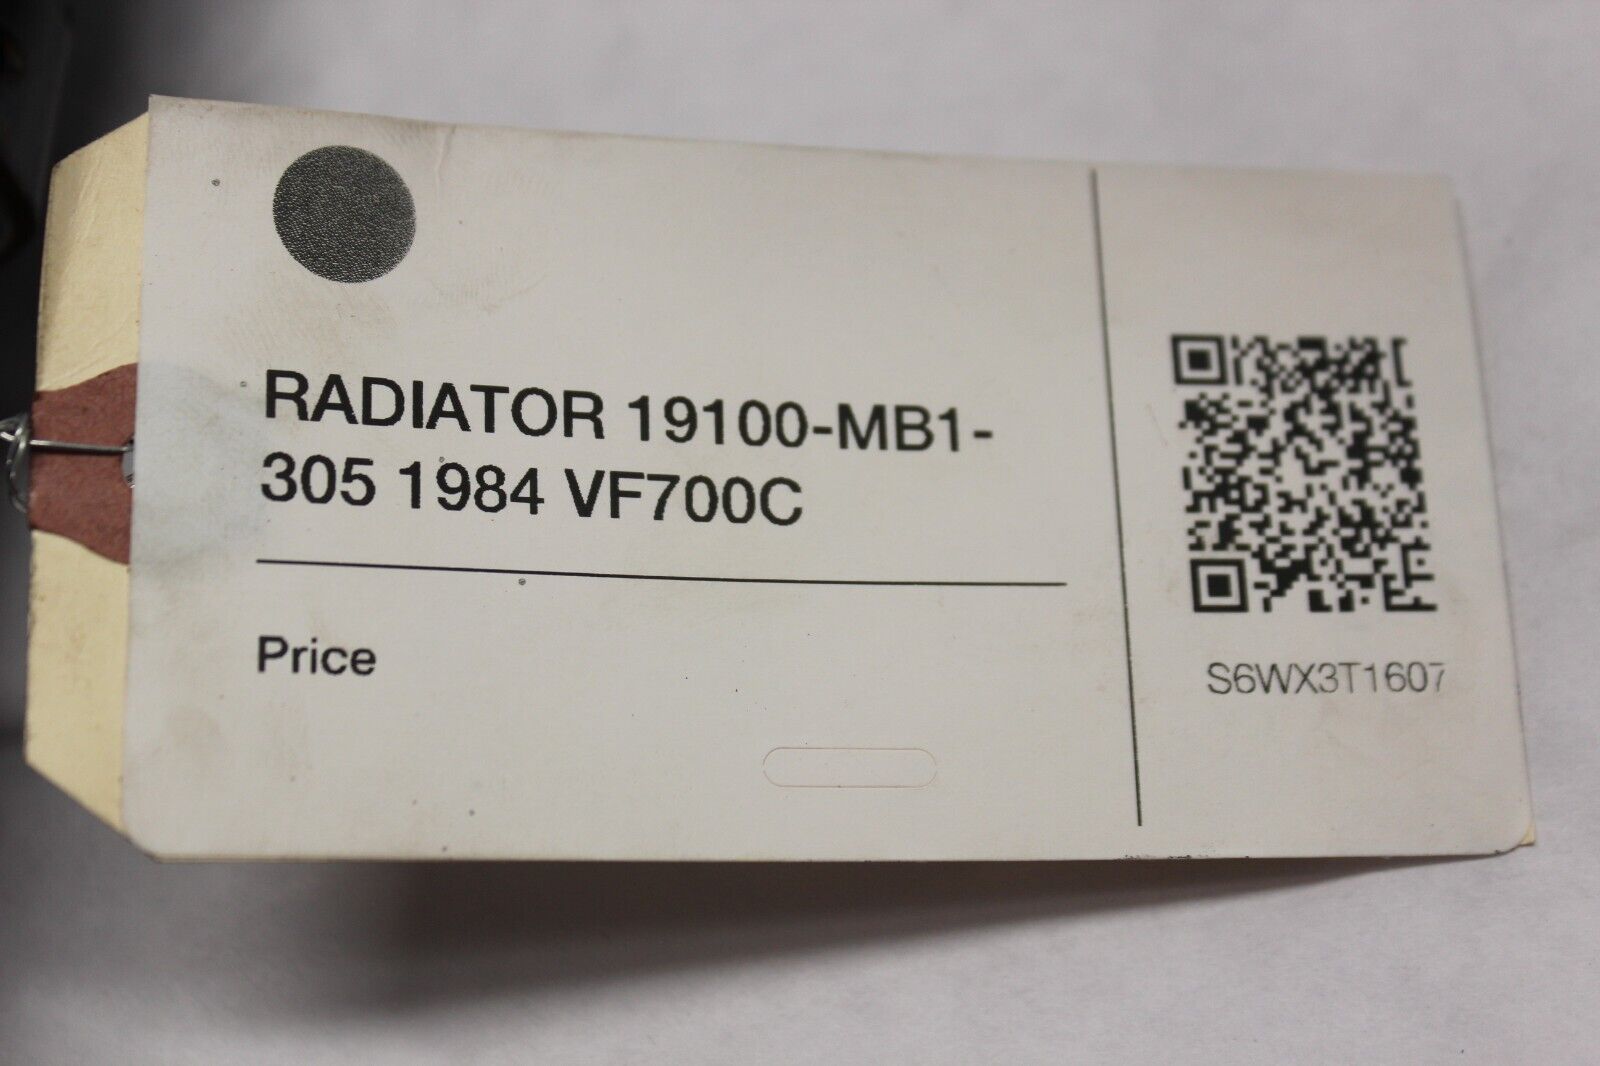 RADIATOR 19100-MB1-
305 1984 VF700C
Price
S6WX3T1607